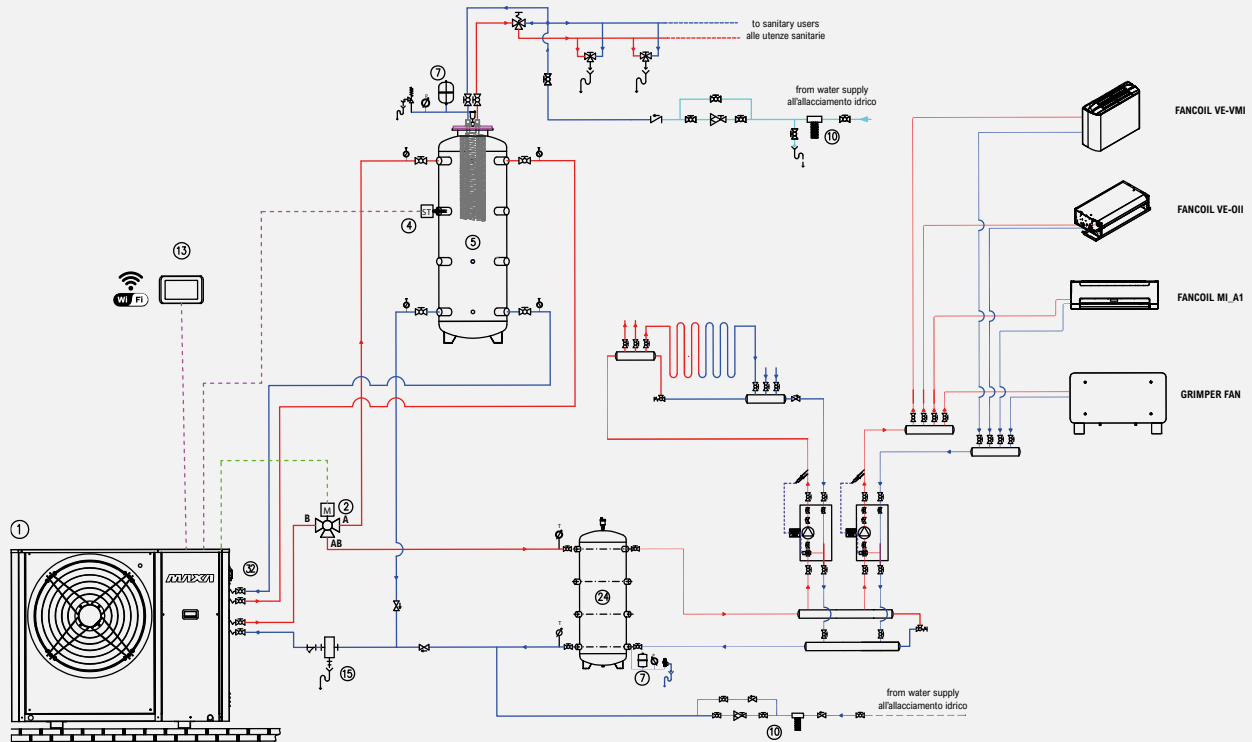 to sanitary users
alle utenze sanitarie
7
from water supply
all'allacciamento idrico
10
FANCOIL VE-VMI
FANCOIL VE-OII
FANCOIL MI_A1
GRIMPER FAN
ST
4
5
13
Wi Fi
M
2
B
A
AB
1
32
MAXA
T
24
T
15
7
from water supply
all'allacciamento idrico
10